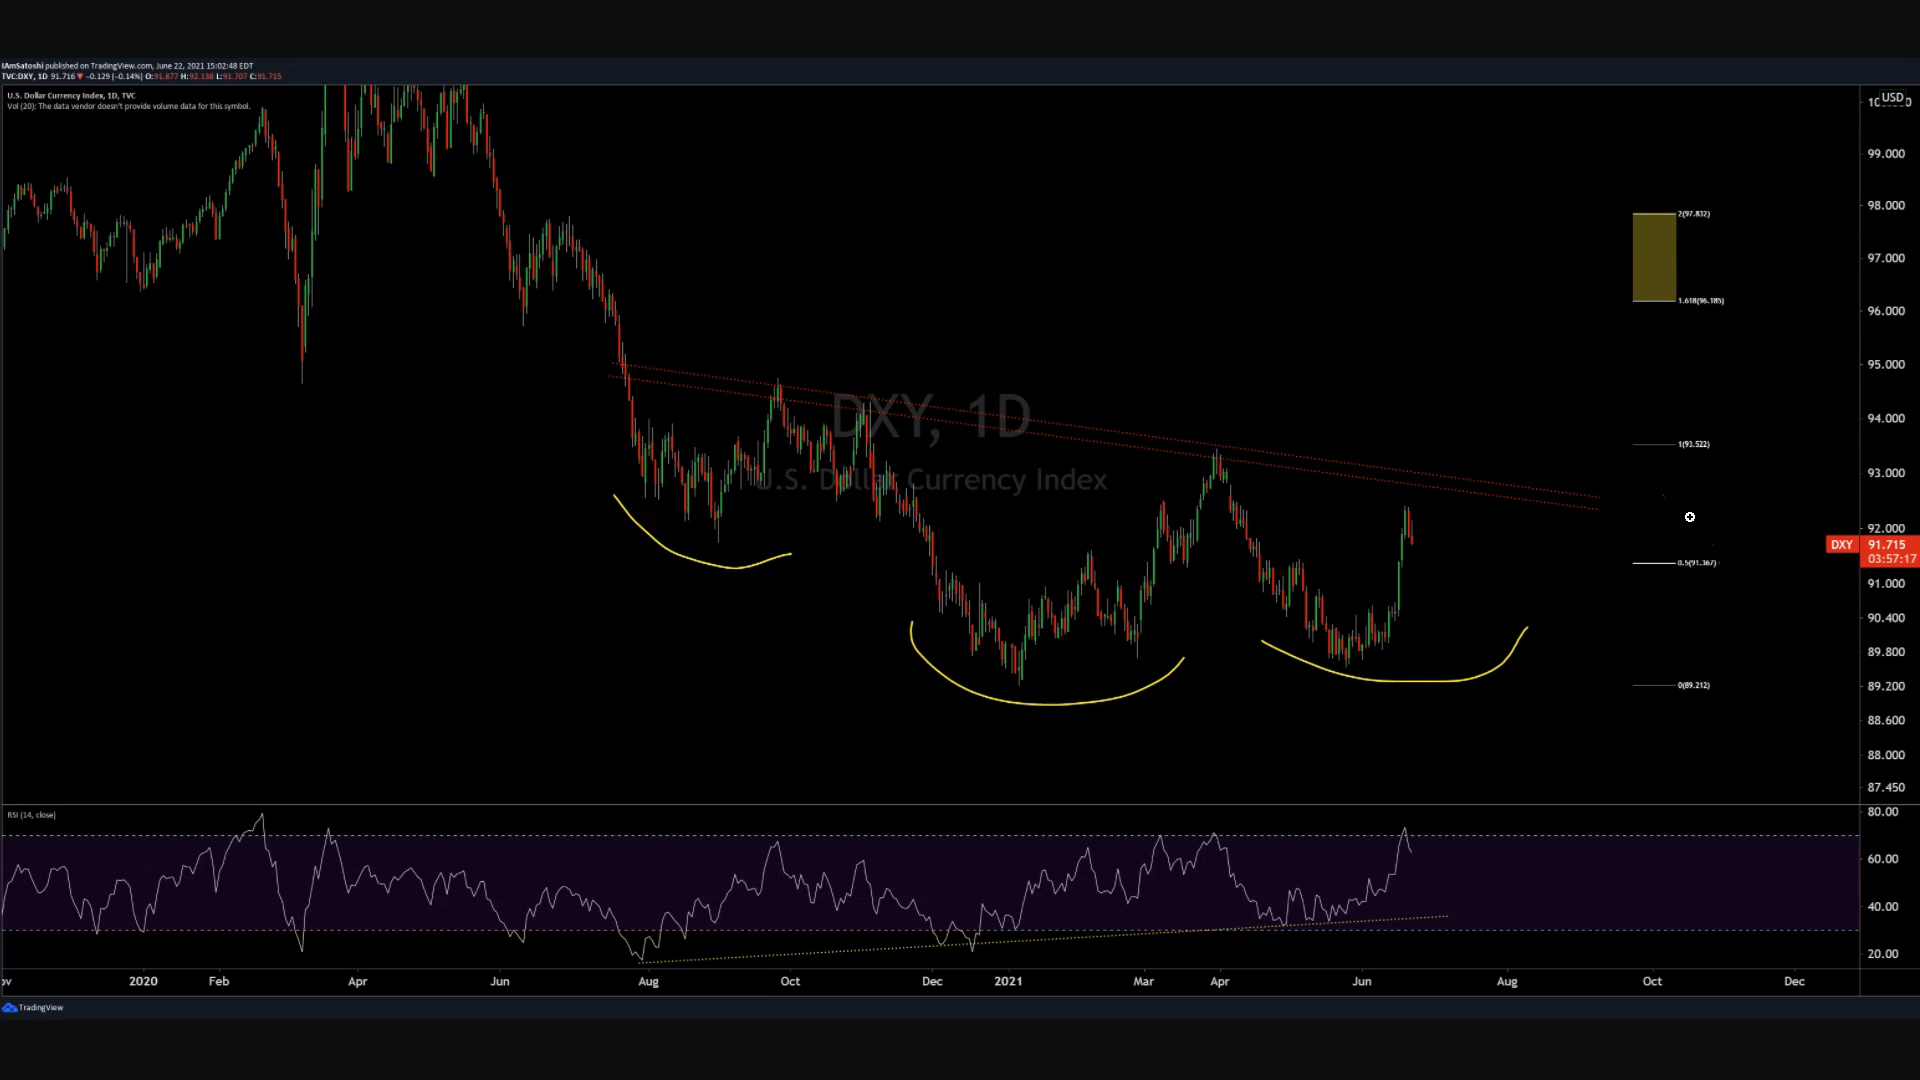 IAmSatoshi published on TradingView.com, June 22, 2021 15:02:48 EDT
TVC:DXY, 1D 91.716 ▼ −0.129 (−0.14%) O:91.877 H:92.138 L:91.707 C:91.715
U.S. Dollar Currency Index, 1D, TVC
Vol (20): The data vendor doesn't provide volume data for this symbol.
USD
99.000
98.000
2(97.832)
97.000
1.618(96.185)
96.000
95.000
DXY, 1D
94.000
1(93.522)
U.S. Dollar Currency Index
93.000
92.000
DXY 91.715
03:57:17
0.5(91.367)
91.000
90.400
89.800
89.200
0(89.212)
88.600
88.000
87.450
RSI (14, close)
80.00
60.00
40.00
20.00
ov 2020 Feb Apr Jun Aug Oct Dec 2021 Mar Apr Jun Aug Oct Dec
TradingView